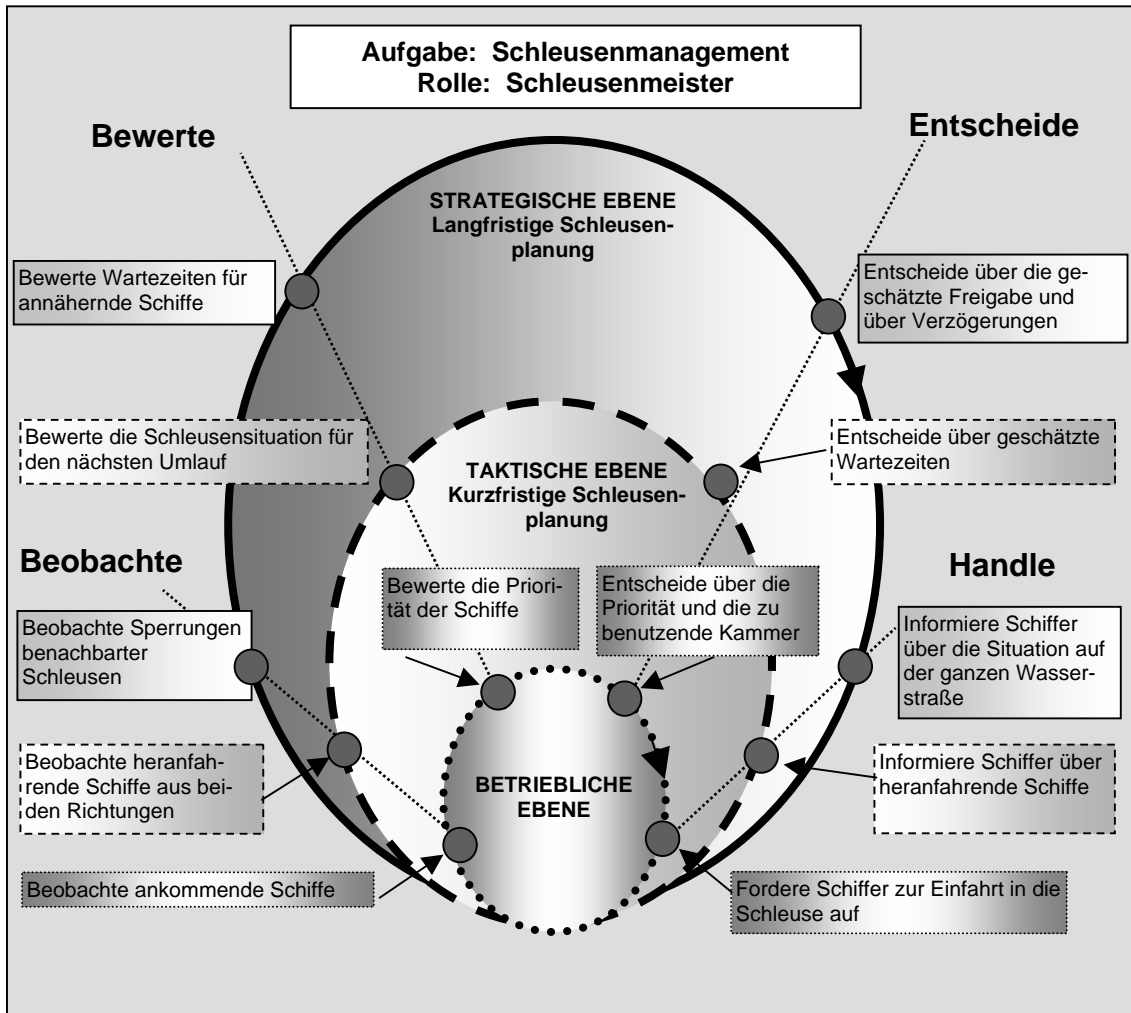 Aufgabe: Schleusenmanagement
Rolle: Schleusenmeister
Bewerte
Entscheide
STRATEGISCHE EBENE
Langfristige Schleusen-
planung
Bewerte Wartezeiten für
annähernde Schiffe
Entscheide über die ge-
schätzte Freigabe und
über Verzögerungen
Bewerte die Schleusensituation für
den nächsten Umlauf
Entscheide über geschätzte
Wartezeiten
TAKTISCHE EBENE
Kurzfristige Schleusen-
planung
Beobachte
Handle
Bewerte die Priori-
tät der Schiffe
Entscheide über die
Priorität und die zu
benutzende Kammer
Beobachte Sperrungen
benachbarter
Schleusen
Informiere Schiffer
über die Situation auf
der ganzen Wasser-
straße
Beobachte heranfah-
rende Schiffe aus bei-
den Richtungen
Informiere Schiffer über
heranfahrende Schiffe
BETRIEBLICHE
EBENE
Beobachte ankommende Schiffe
Fordere Schiffer zur Einfahrt in die
Schleuse auf